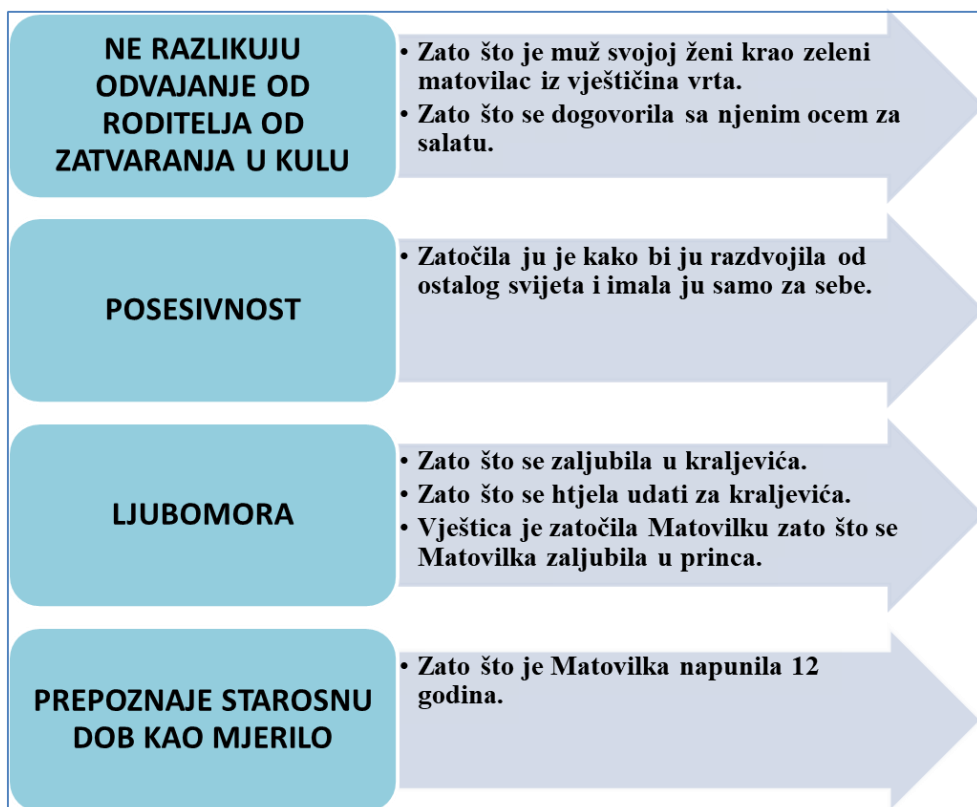 NE RAZLIKUJU
ODVAJANJE OD
RODITELJA OD
ZATVARANJA U KULU
• Zato što je muž svojoj ženi krao zeleni
matovilac iz vještičina vrta.
• Zato što se dogovorila sa njenim ocem za
salatu.
POSESIVNOST
• Zatočila ju je kako bi ju razdvojila od
ostalog svijeta i imala ju samo za sebe.
LJUBOMORA
• Zato što se zaljubila u kraljevića.
• Zato što se htjela udati za kraljevića.
• Vještica je zatočila Matovilku zato što se
Matovilka zaljubila u princa.
PREPOZNAJE STAROSNU
DOB KAO MJERILO
• Zato što je Matovilka napunila 12
godina.